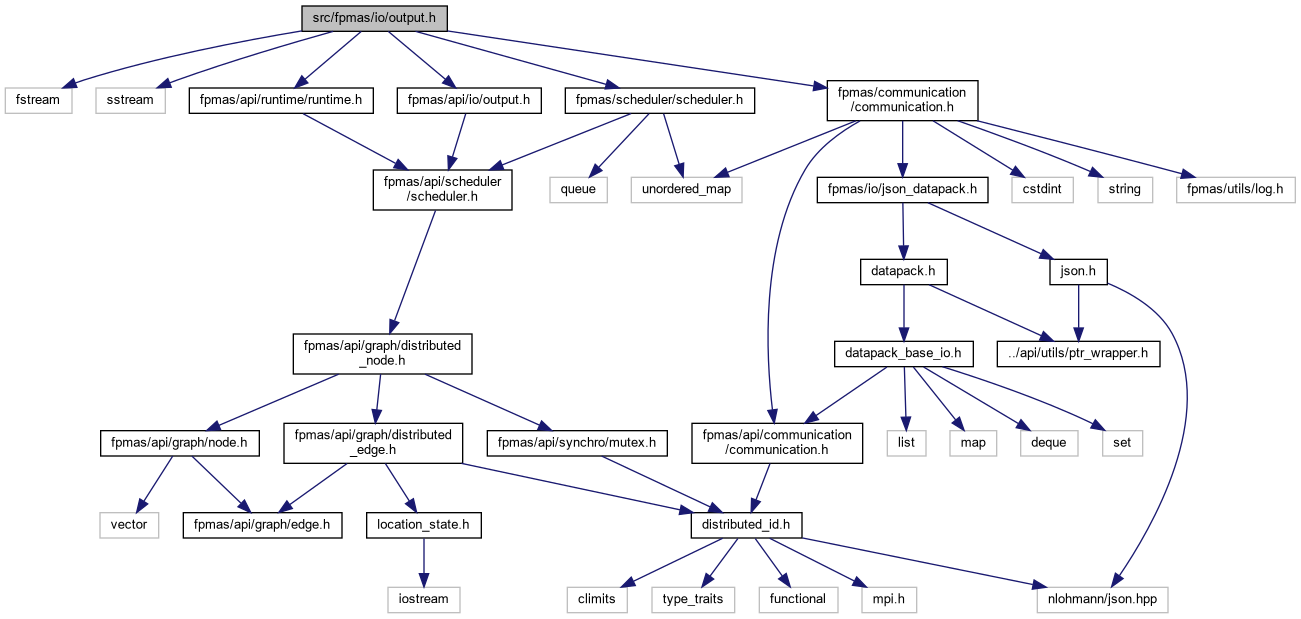 src/fpmas/io/output.h
fstream
sstream
fpmas/api/runtime/runtime.h
fpmas/api/io/output.h
fpmas/scheduler/scheduler.h
fpmas/communication
/communication.h
fpmas/api/scheduler
/scheduler.h
queue
unordered_map
fpmas/io/json_datapack.h
cstdint
string
fpmas/utils/log.h
datapack.h
json.h
fpmas/api/graph/distributed
_node.h
datapack_base_io.h
../api/utils/ptr_wrapper.h
fpmas/api/graph/node.h
fpmas/api/graph/distributed
_edge.h
fpmas/api/synchro/mutex.h
fpmas/api/communication
/communication.h
list
map
deque
set
vector
fpmas/api/graph/edge.h
location_state.h
distributed_id.h
iostream
climits
type_traits
functional
mpi.h
nlohmann/json.hpp